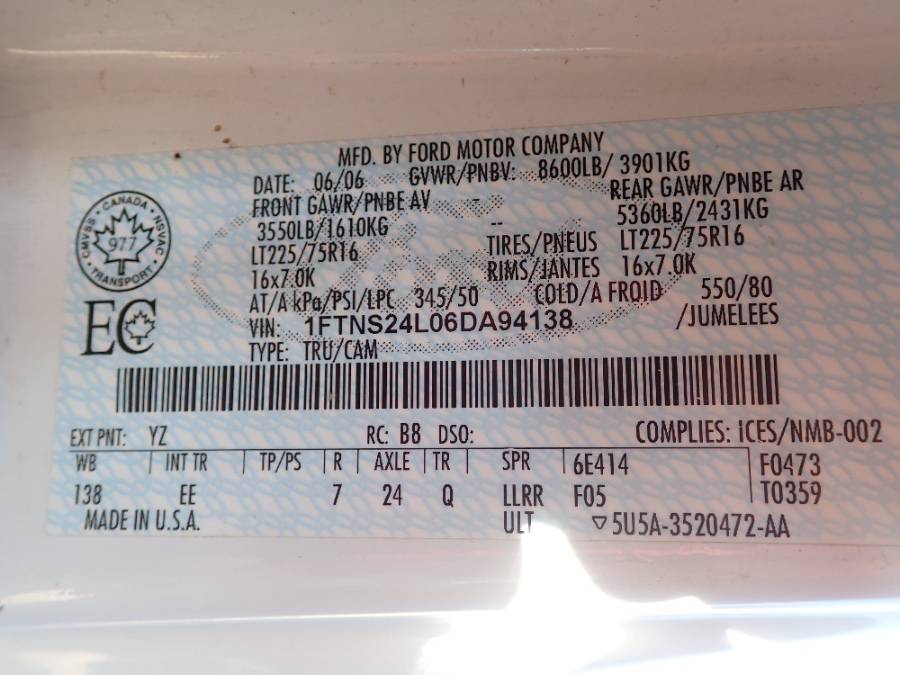 MFD. BY FORD MOTOR COMPANY
DATE: 06/06 GVWR/PNBV: 8600LB/ 3901KG
FRONT GAWR/PNBE AV REAR GAWR/PNBE AR
3550LB/1610KG 5360LB/2431KG
LT225/75R16 TIRES/PNEUS LT225/75R16
16x7.0K RIMS/JANTES 16x7.0K
AT/A kPa/PSI/LPC 345/50 COLD/A FROID 550/80
VIN: 1FTNS24L06DA94138 /JUMELEES
TYPE: TRU/CAM
CANADA
CMVSS NSVAC
977
TRANSPORT
EC
EXT PNT: YZ RC: B8 DSO: COMPLIES: ICES/NMB-002
WB INT TR TP/PS R AXLE TR SPR 6E414 F0473
138 EE 7 24 Q LLRR F05 T0359
MADE IN U.S.A. ULT ▽5U5A-3520472-AA